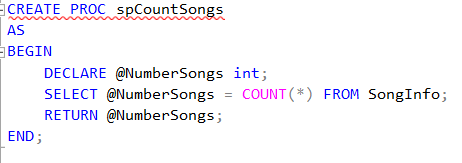 CREATE PROC spCountSongs
AS
BEGIN
DECLARE @NumberSongs int;
SELECT @NumberSongs = COUNT(*) FROM SongInfo;
RETURN @NumberSongs;
END;